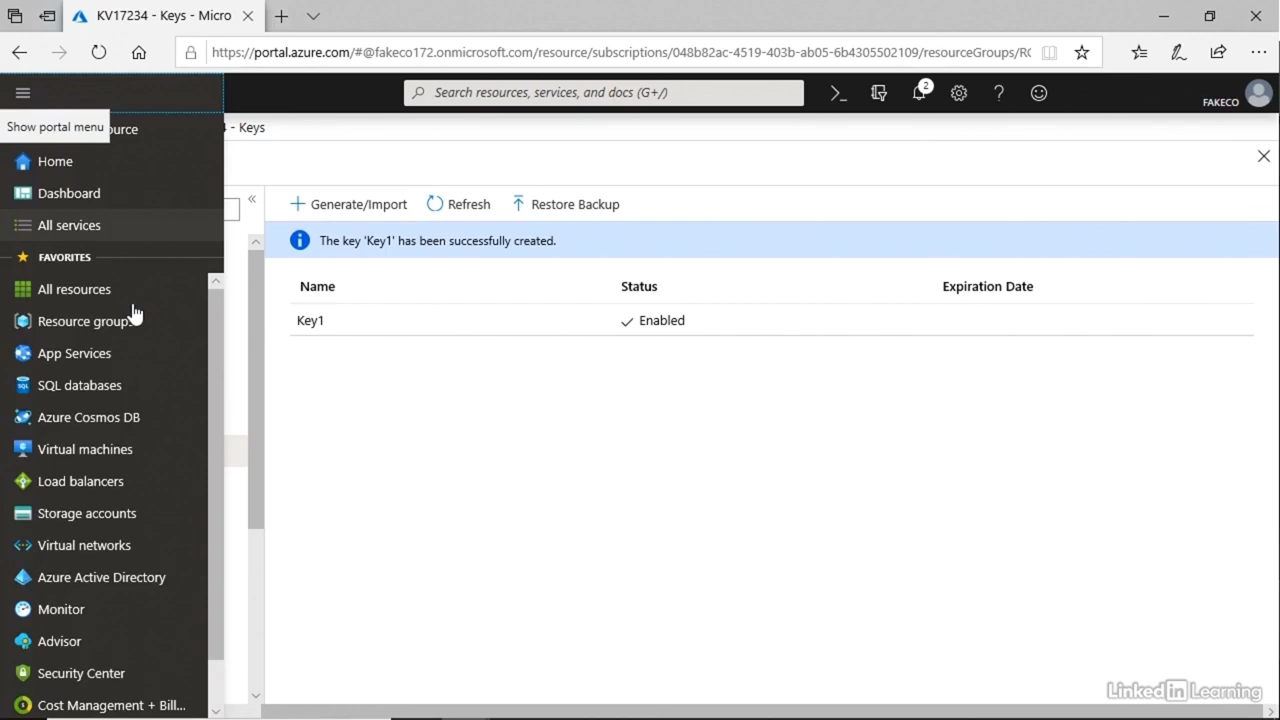 KV17234 - Keys - Micro
https://portal.azure.com/#@fakeco172.onmicrosoft.com/resource/subscriptions/048b82ac-4519-403b-ab05-6b4305502109/resourceGroups/RC
Search resources, services, and docs (G+/)
2
FAKECO
Show portal menu
ource
- Keys
Home
Dashboard
All services
FAVORITES
All resources
Resource group
App Services
SQL databases
Azure Cosmos DB
Virtual machines
Load balancers
Storage accounts
Virtual networks
Azure Active Directory
Monitor
Advisor
Security Center
Cost Management + Bill...
Generate/Import
Refresh
Restore Backup
The key 'Key1' has been successfully created.
Name Status Expiration Date
Key1 Enabled
LinkedIn Learning